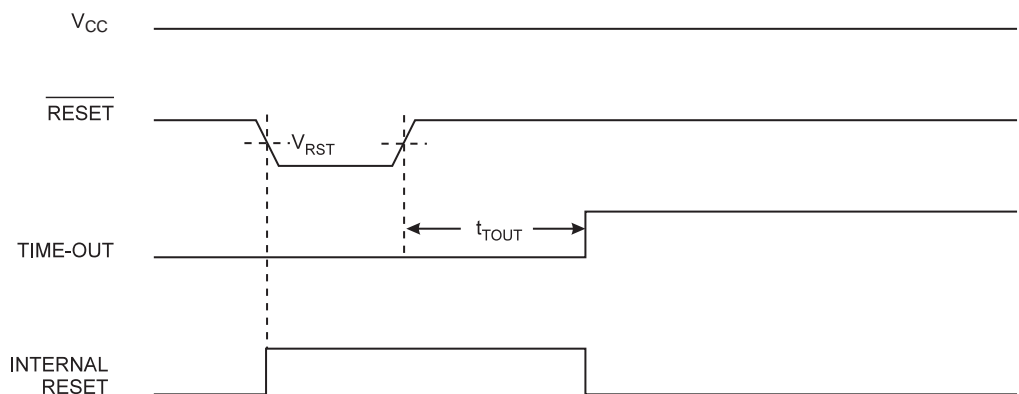 VCC
RESET
VRST
tTOUT
TIME-OUT
INTERNAL
RESET